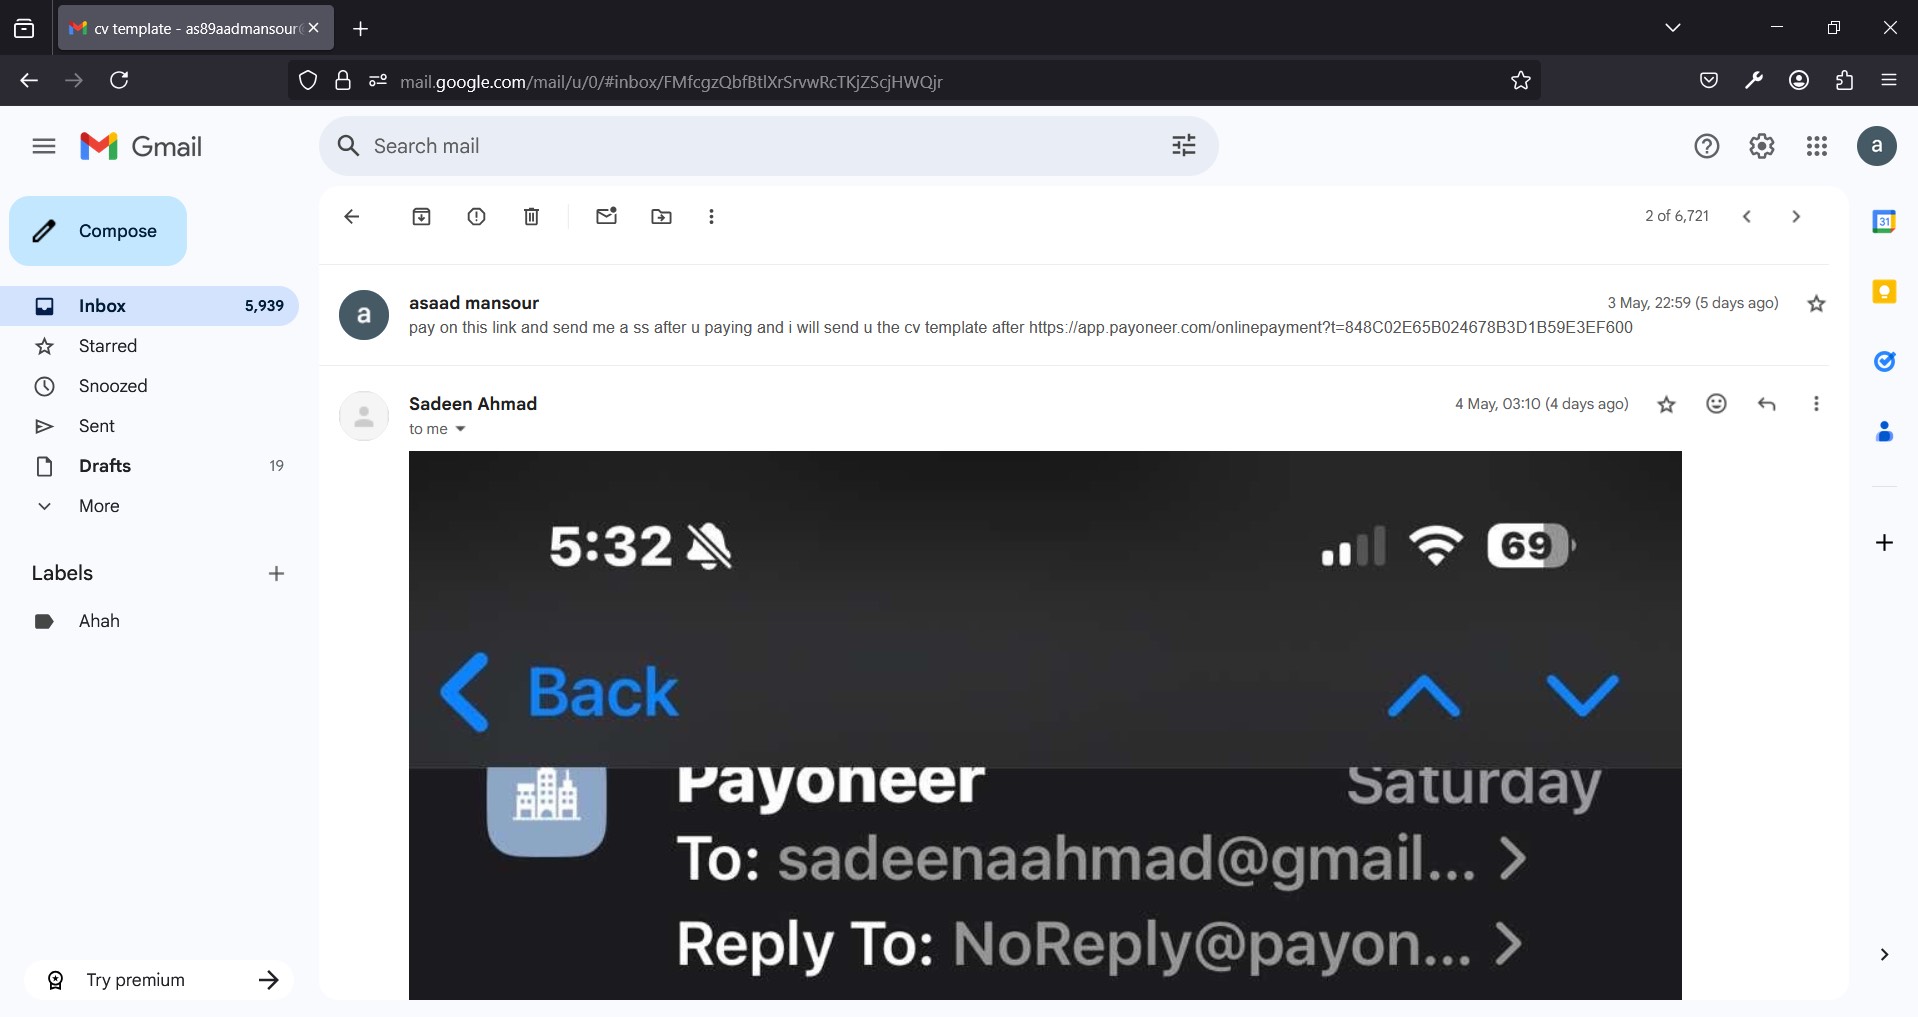 cv template - as89aadmansour
mail.google.com/mail/u/0/#inbox/FMfcgzQbfBtlXrSrvwRcTKjZScjHWQjr
Gmail
Search mail
a
Compose
2 of 6,721
31
Inbox 5,939
Starred
Snoozed
Sent
Drafts 19
More
Labels
Ahah
Try premium
a
asaad mansour
3 May, 22:59 (5 days ago)
pay on this link and send me a ss after u paying and i will send u the cv template after https://app.payoneer.com/onlinepayment?t=848C02E65B024678B3D1B59E3EF600
Sadeen Ahmad
4 May, 03:10 (4 days ago)
to me
5:32
69
Back
Payoneer
Saturday
To: sadeenaahmad@gmail...
Reply To: NoReply@payon...